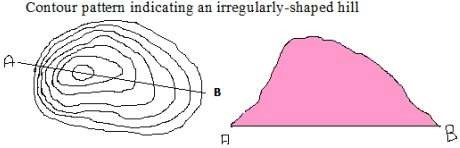 Contour pattern indicating an irregularly-shaped hill
A
B
A
B